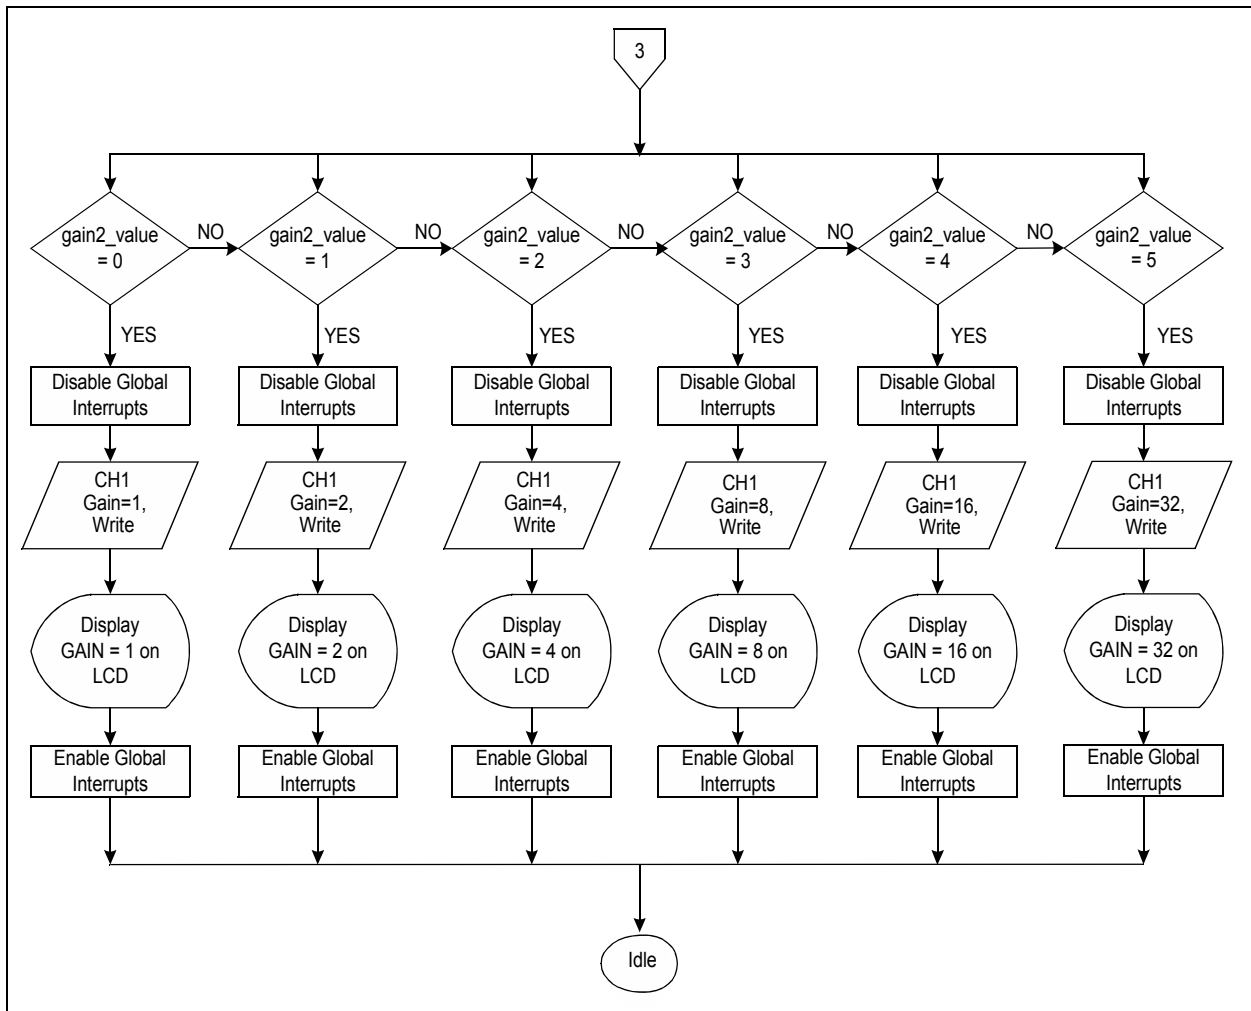 3
gain2_value
= 0
NO
gain2_value
= 1
NO
gain2_value
= 2
NO
gain2_value
= 3
NO
gain2_value
= 4
NO
gain2_value
= 5
YES
YES
YES
YES
YES
YES
Disable Global
Interrupts
Disable Global
Interrupts
Disable Global
Interrupts
Disable Global
Interrupts
Disable Global
Interrupts
Disable Global
Interrupts
CH1
Gain=1,
Write
CH1
Gain=2,
Write
CH1
Gain=4,
Write
CH1
Gain=8,
Write
CH1
Gain=16,
Write
CH1
Gain=32,
Write
Display
GAIN = 1 on
LCD
Display
GAIN = 2 on
LCD
Display
GAIN = 4 on
LCD
Display
GAIN = 8 on
LCD
Display
GAIN = 16 on
LCD
Display
GAIN = 32 on
LCD
Enable Global
Interrupts
Enable Global
Interrupts
Enable Global
Interrupts
Enable Global
Interrupts
Enable Global
Interrupts
Enable Global
Interrupts
Idle